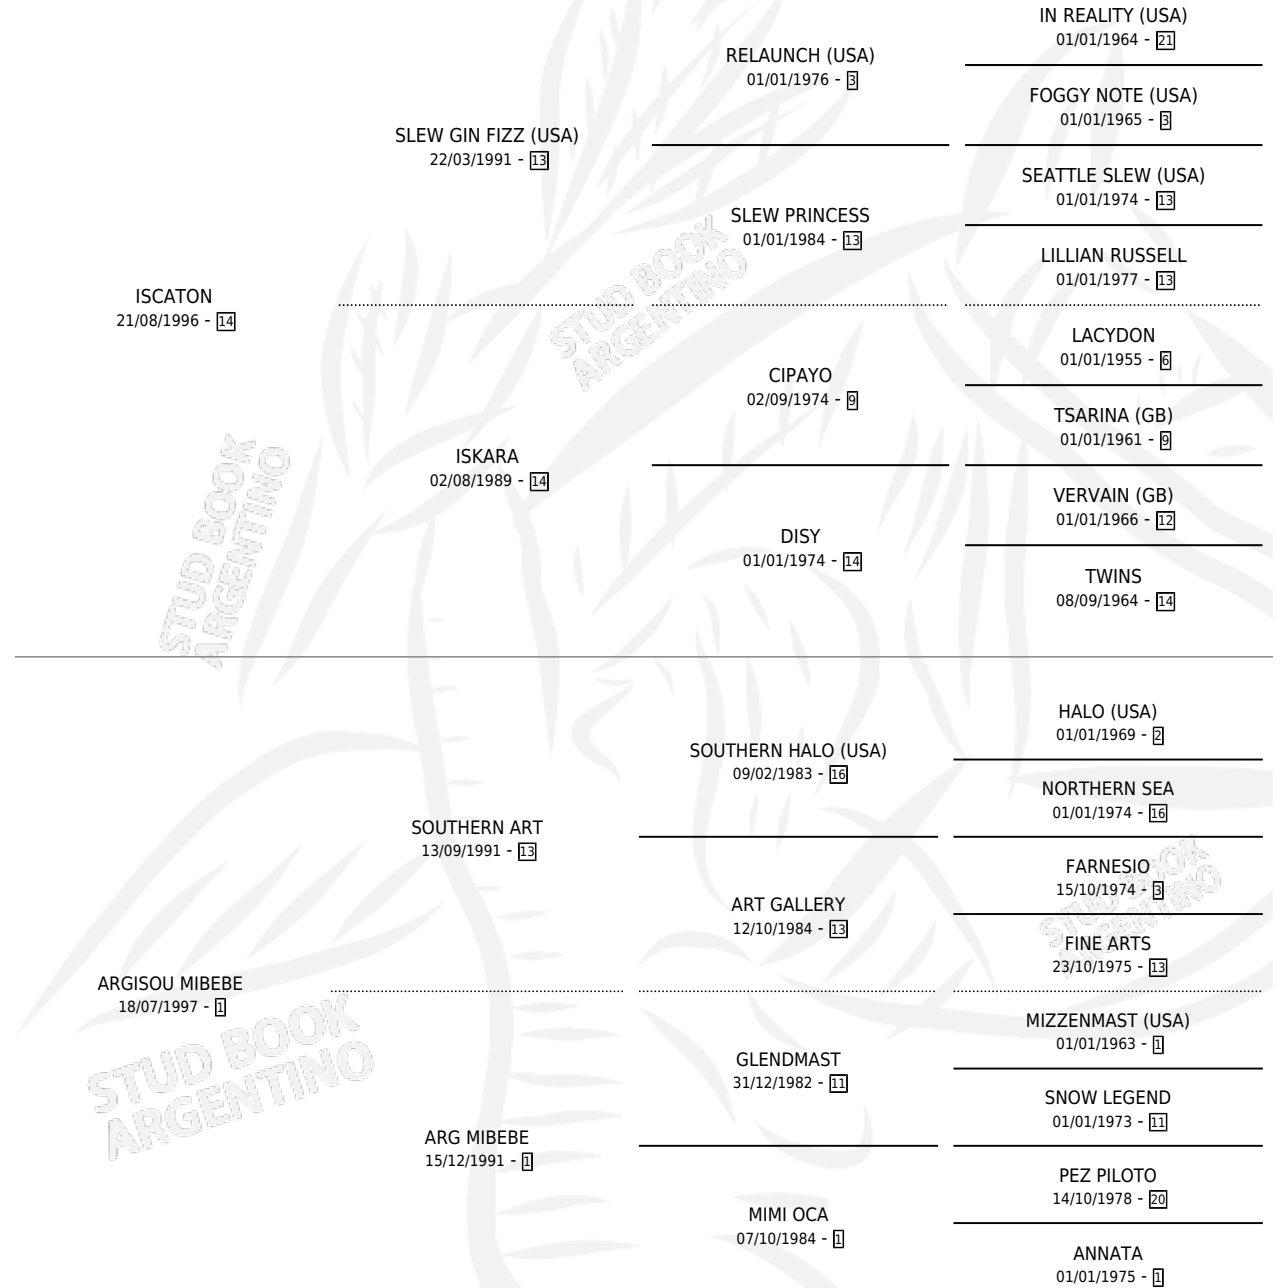 IN REALITY (USA)
01/01/1964 - 21
RELAUNCH (USA)
01/01/1976 - 3
FOGGY NOTE (USA)
01/01/1965 - 3
SLEW GIN FIZZ (USA)
22/03/1991 - 13
SEATTLE SLEW (USA)
01/01/1974 - 13
SLEW PRINCESS
01/01/1984 - 13
LILLIAN RUSSELL
01/01/1977 - 13
ISCATON
21/08/1996 - 14
STUD BOOK
ARGENTINO
LACYDON
01/01/1955 - 6
CIPAYO
02/09/1974 - 9
TSARINA (GB)
01/01/1961 - 9
ISKARA
02/08/1989 - 14
VERVAIN (GB)
01/01/1966 - 12
DISY
01/01/1974 - 14
TWINS
08/09/1964 - 14
STUD BOOK
ARGENTINO
HALO (USA)
01/01/1969 - 2
SOUTHERN HALO (USA)
09/02/1983 - 16
NORTHERN SEA
01/01/1974 - 16
SOUTHERN ART
13/09/1991 - 13
FARNESIO
15/10/1974 - 3
ART GALLERY
12/10/1984 - 13
STUD BOOK
ARGENTINO
FINE ARTS
23/10/1975 - 13
ARGISOU MIBEBE
18/07/1997 - 1
MIZZENMAST (USA)
01/01/1963 - 1
GLENDMAST
31/12/1982 - 11
SNOW LEGEND
01/01/1973 - 11
STUD BOOK
ARGENTINO
ARG MIBEBE
15/12/1991 - 1
PEZ PILOTO
14/10/1978 - 20
MIMI OCA
07/10/1984 - 1
ANNATA
01/01/1975 - 1